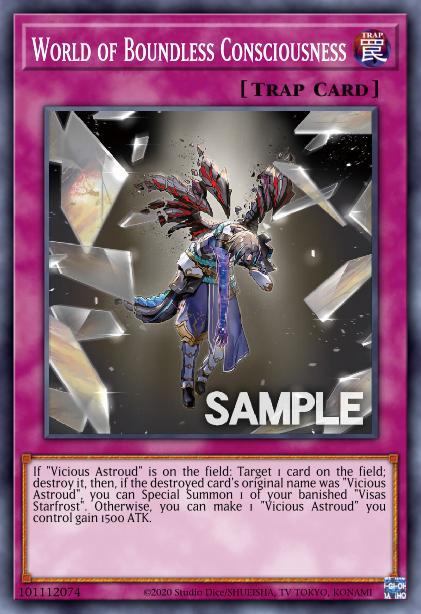 World of Boundless Consciousness
TRAP
罠
[Trap Card]
SAMPLE
If "Vicious Astroud" is on the field: Target 1 card on the field;
destroy it, then, if the destroyed card's original name was "Vicious
Astroud", you can Special Summon 1 of your banished "Visas
Starfrost". Otherwise, you can make 1 "Vicious Astroud" you
control gain 1500 ATK.
101112074
©2020 Studio Dice/SHUEISHA, TV TOKYO, KONAMI